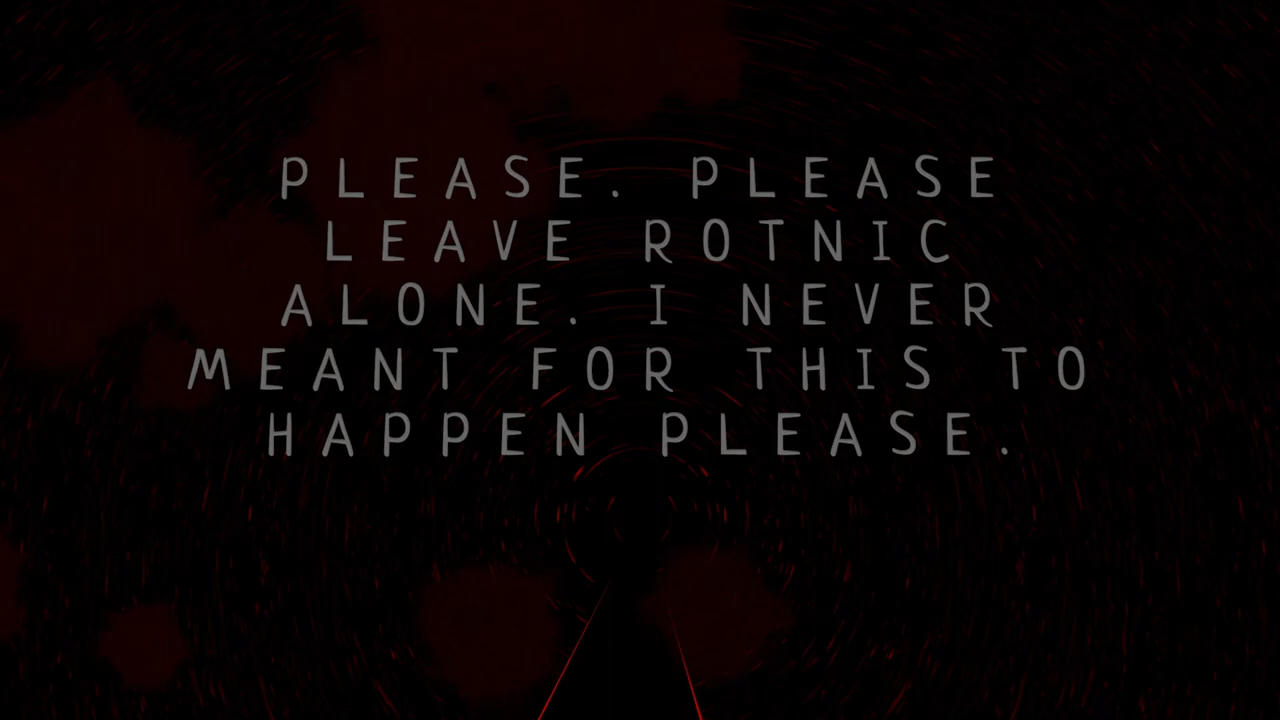 PLEASE. PLEASE
LEAVE ROTNIC
ALONE. I NEVER
MEANT FOR THIS TO
HAPPEN PLEASE.